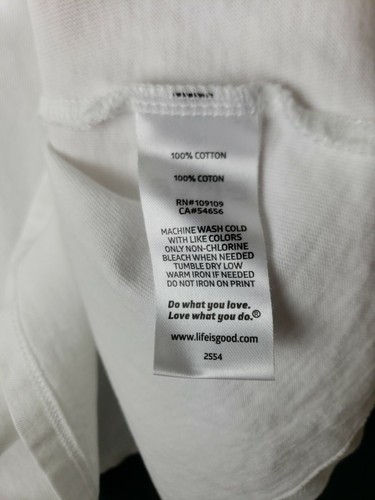 100% COTTON
100% COTON
RN#109109
CA#54656
MACHINE WASH COLD
WITH LIKE COLORS
ONLY NON-CHLORINE
BLEACH WHEN NEEDED
TUMBLE DRY LOW
WARM IRON IF NEEDED
DO NOT IRON ON PRINT
Do what you love.
Love what you do.®
www.lifeisgood.com
2554